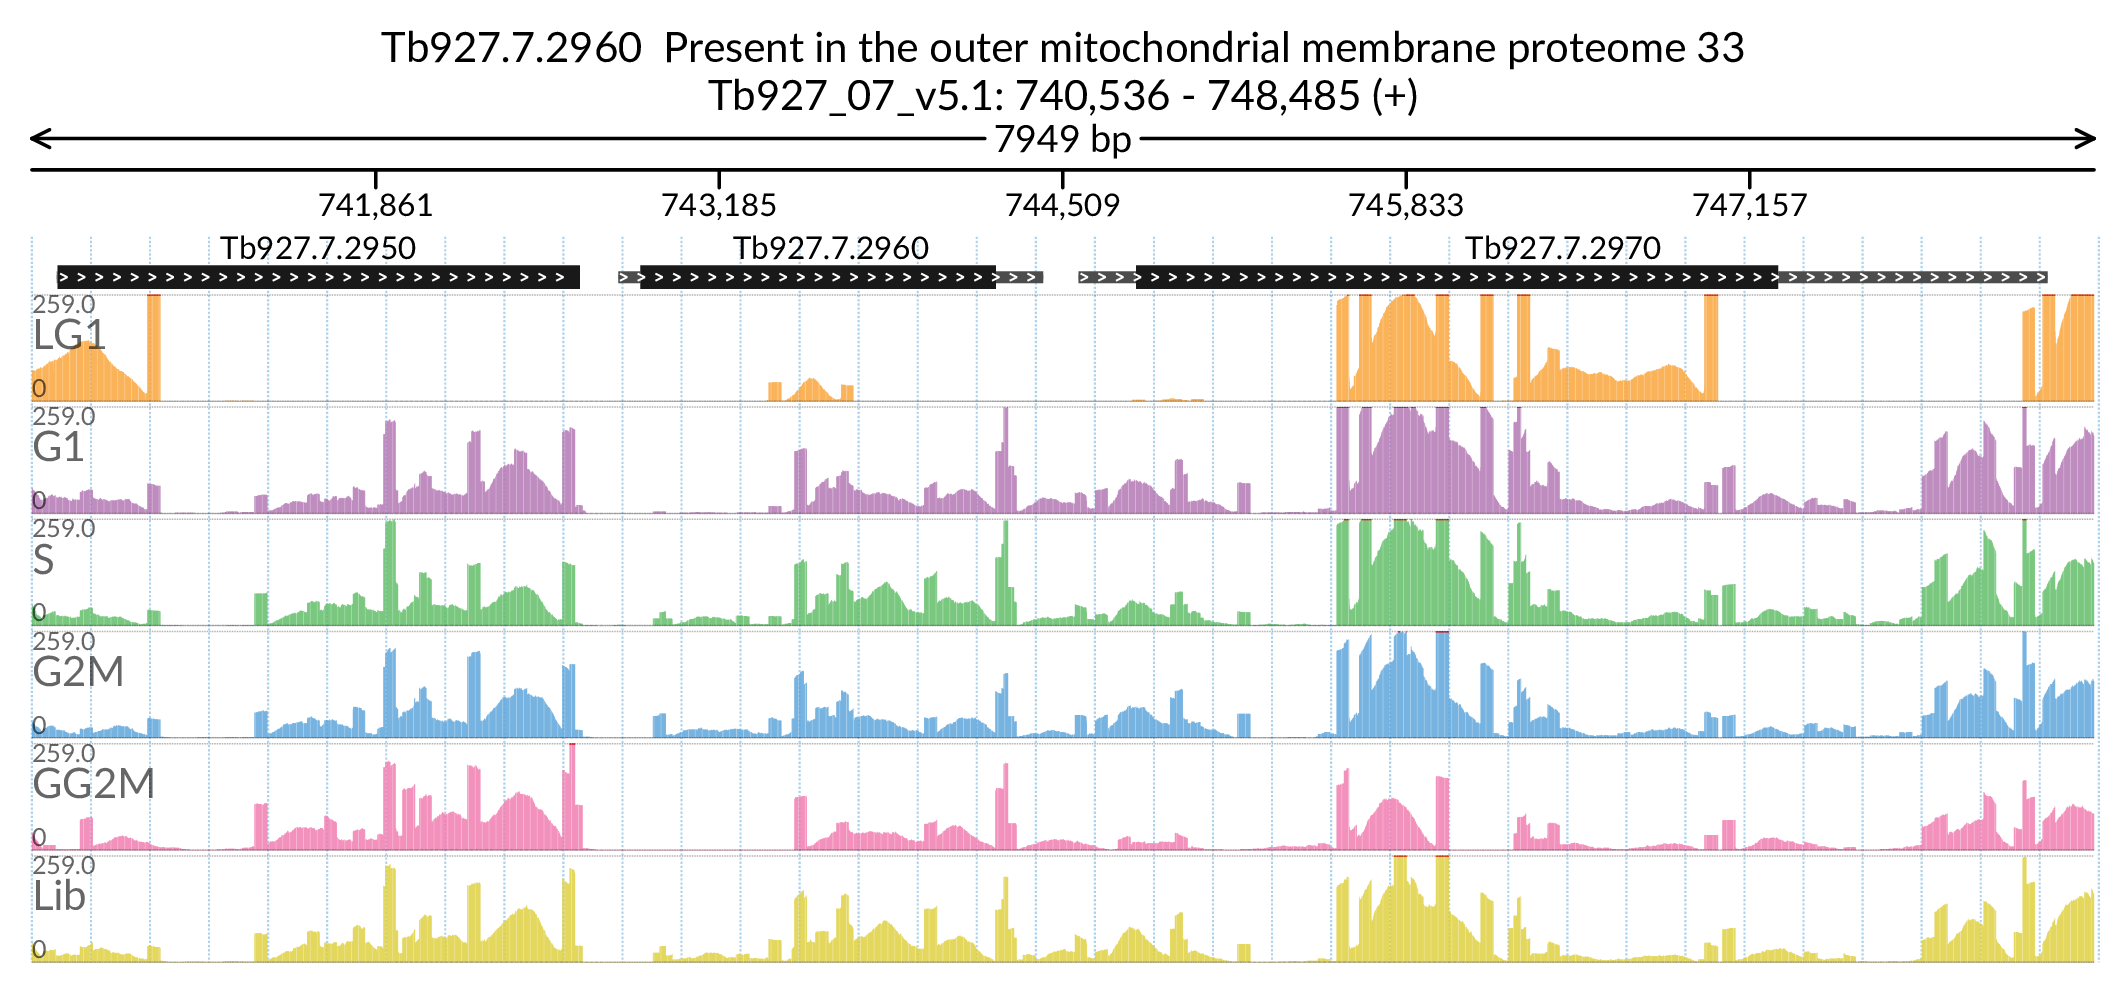 Tb927.7.2960 Present in the outer mitochondrial membrane proteome 33
Tb927_07_v5.1: 740,536 - 748,485 (+)
7949 bp
741,861 743,185 744,509 745,833 747,157
Tb927.7.2950 Tb927.7.2960 Tb927.7.2970
259.0
LG1
0
259.0
G1
0
259.0
S
0
259.0
G2M
0
259.0
GG2M
0
259.0
Lib
0